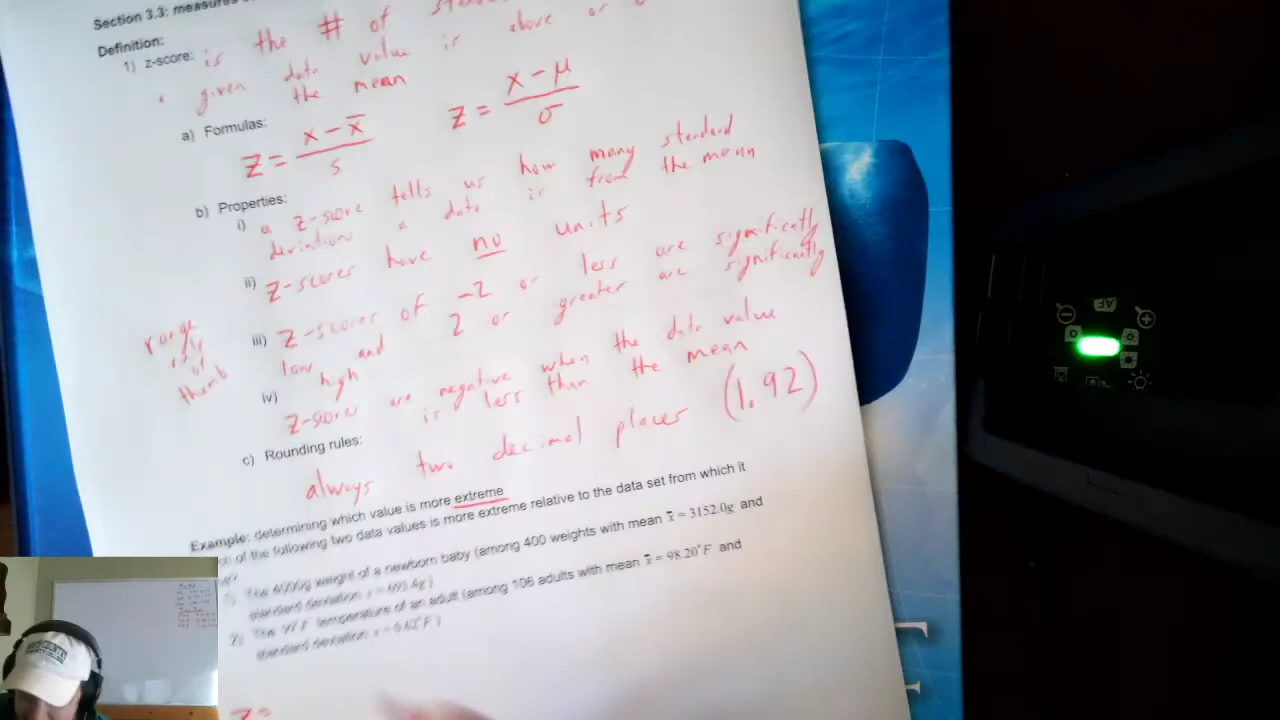 Section 3.3: measures
Definition:
1) z-score: is the # of
given data value is above or
the mean
a) Formulas:
z = (x - x̄) / s    z = (x - μ) / σ
b) Properties:
i) a z-score tells us how many standard
deviations a data is from the mean
ii) z-scores have no units
iii) z-scores of -2 or less are significantly
low and 2 or greater are significantly
high
range
rule
of
thumb
iv) z-scores are negative when the data value
is less than the mean
c) Rounding rules:
always two decimal places (1.92)
Example: determining which value is more extreme
of the following two data values is more extreme relative to the data set from which it
weight of a newborn baby (among 400 weights with mean x̄ = 3152.0g and
standard deviation
temperature of an adult (among 106 adults with mean x̄ = 98.20°F and
standard deviation
z =